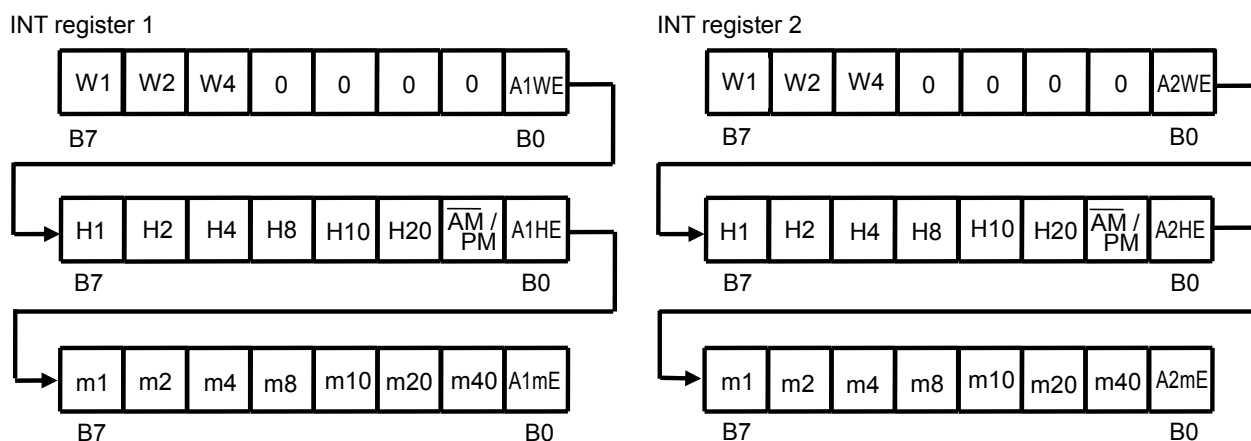 INT register 1
W1 W2 W4 0 0 0 0 A1WE
B7 B0
H1 H2 H4 H8 H10 H20 A̅M̅ / PM A1HE
B7 B0
m1 m2 m4 m8 m10 m20 m40 A1mE
B7 B0
INT register 2
W1 W2 W4 0 0 0 0 A2WE
B7 B0
H1 H2 H4 H8 H10 H20 A̅M̅ / PM A2HE
B7 B0
m1 m2 m4 m8 m10 m20 m40 A2mE
B7 B0